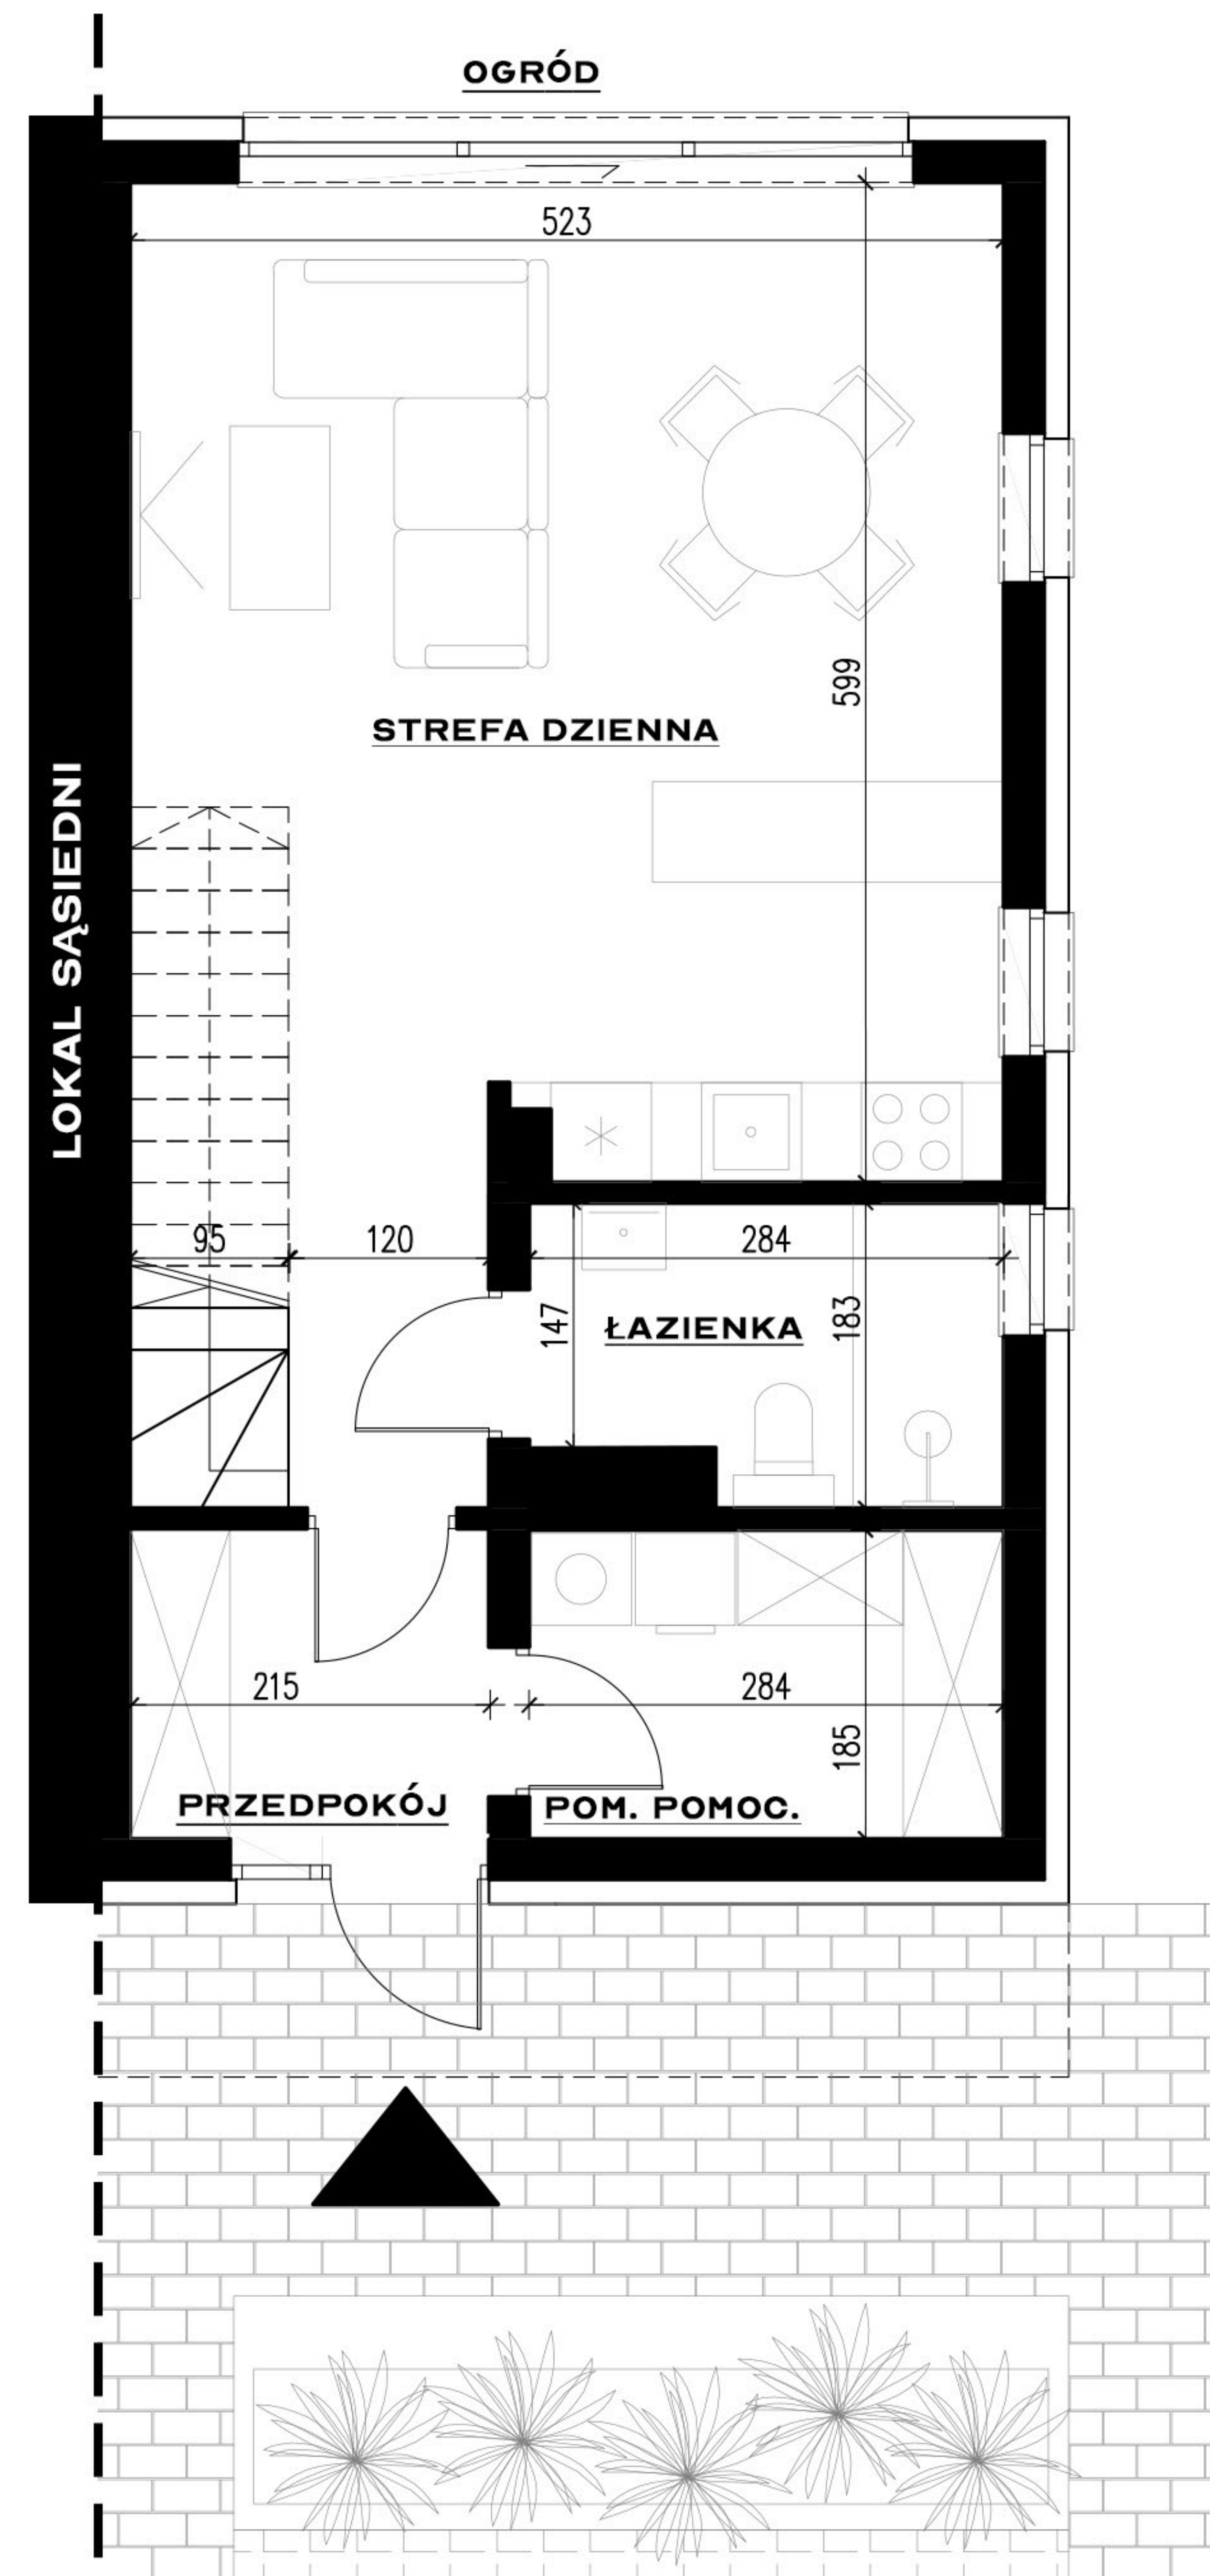 OGRÓD
523
599
STREFA DZIENNA
LOKAL SĄSIEDNI
95
120
284
147
183
ŁAZIENKA
215
284
185
PRZEDPOKÓJ
POM. POMOC.